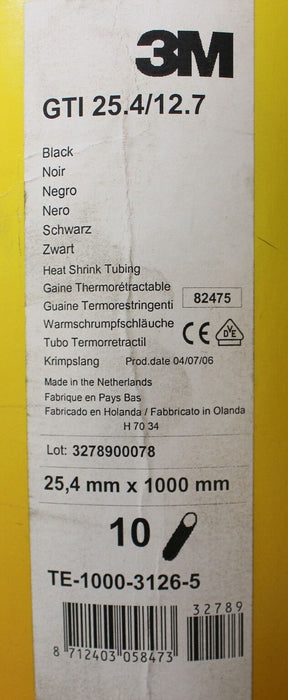 3M
GTI 25.4/12.7
Black
Noir
Negro
Nero
Schwarz
Zwart
Heat Shrink Tubing
Gaine Thermorétractable
Guaine Termorestringenti 82475
Warmschrumpfschläuche
Tubo Termorretractil CE VDE
Krimpslang Prod.date 04/07/06
Made in the Netherlands
Fabrique en Pays Bas
Fabricado en Holanda / Fabbricato in Olanda
H 70 34
Lot: 3278900078
25,4 mm x 1000 mm
10
TE-1000-3126-5
32789
8 712403 058473